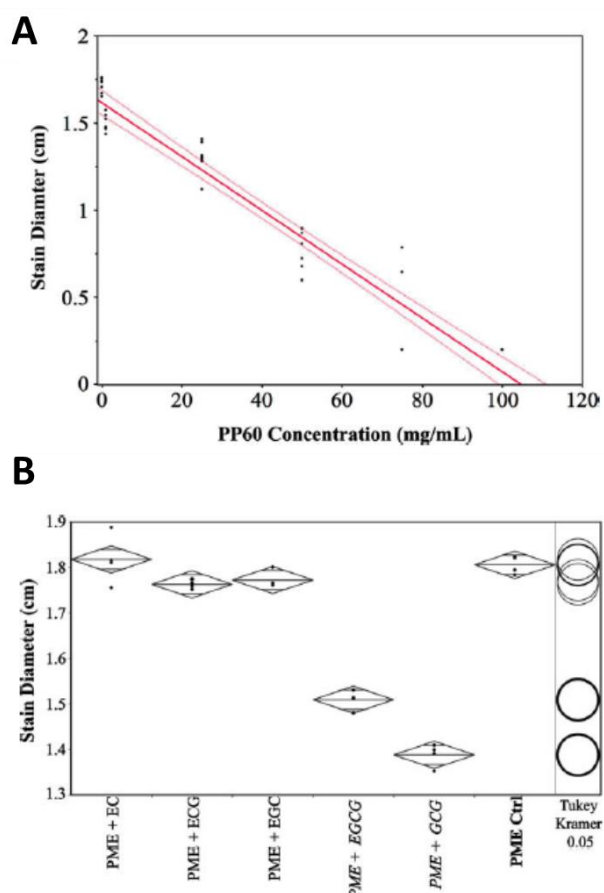 A
Stain Diamter (cm)
2
1.5
1
0.5
0
0 20 40 60 80 100 120
PP60 Concentration (mg/mL)
B
Stain Diameter (cm)
1.9
1.8
1.7
1.6
1.5
1.4
1.3
PME + EC
PME + ECG
PME + EGC
PME + EGCG
PME + GCG
PME Ctrl
Tukey
Kramer
0.05